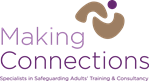 Making
Connections
Specialists in Safeguarding Adults' Training & Consultancy